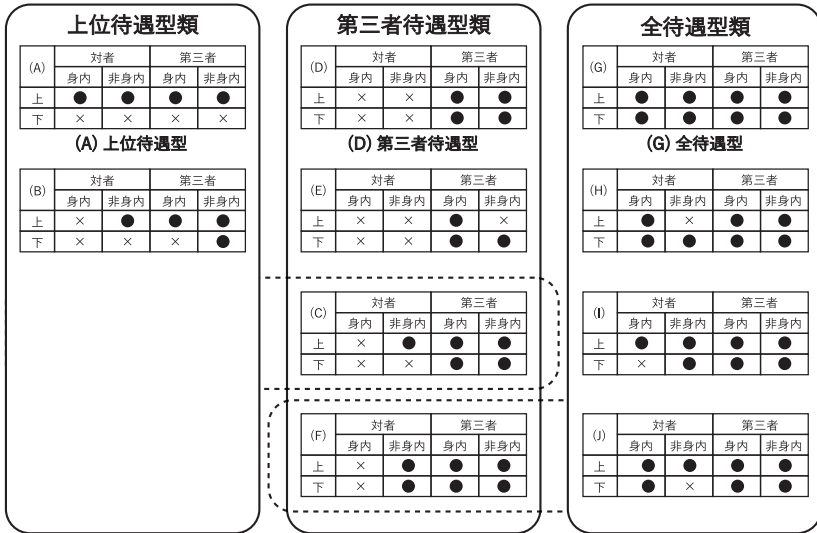 上位待遇型類
(A) 対者 第三者
身内 非身内 身内 非身内
上 ● ● ● ●
下 × × × ×
(A) 上位待遇型
(B) 対者 第三者
身内 非身内 身内 非身内
上 × ● ● ●
下 × × × ●
第三者待遇型類
(D) 対者 第三者
身内 非身内 身内 非身内
上 × × ● ●
下 × × ● ●
(D) 第三者待遇型
(E) 対者 第三者
身内 非身内 身内 非身内
上 × × ● ×
下 × × ● ●
(C) 対者 第三者
身内 非身内 身内 非身内
上 × ● ● ●
下 × × ● ●
(F) 対者 第三者
身内 非身内 身内 非身内
上 × ● ● ●
下 × ● ● ●
全待遇型類
(G) 対者 第三者
身内 非身内 身内 非身内
上 ● ● ● ●
下 ● ● ● ●
(G) 全待遇型
(H) 対者 第三者
身内 非身内 身内 非身内
上 ● × ● ●
下 ● ● ● ●
(I) 対者 第三者
身内 非身内 身内 非身内
上 ● ● ● ●
下 × ● ● ●
(J) 対者 第三者
身内 非身内 身内 非身内
上 ● ● ● ●
下 ● × ● ●